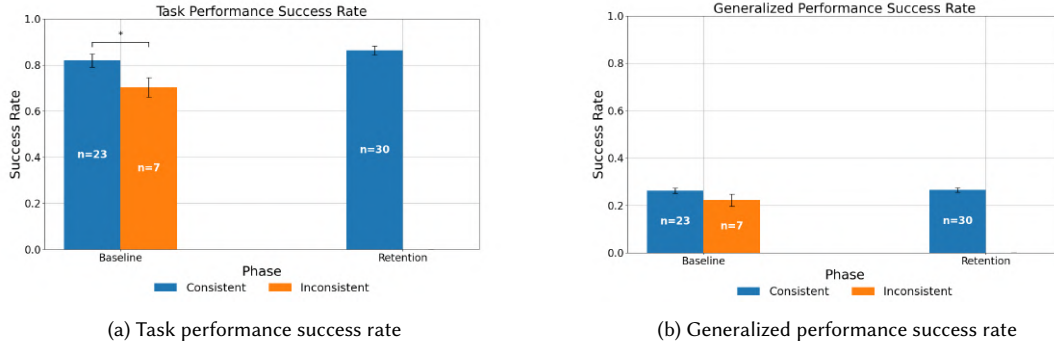 Task Performance Success Rate
1.0
0.8
0.6
0.4
0.2
0.0
Success Rate
*
n=23
n=7
n=30
Baseline
Retention
Phase
Consistent
Inconsistent
(a) Task performance success rate
Generalized Performance Success Rate
1.0
0.8
0.6
0.4
0.2
0.0
Success Rate
n=23
n=7
n=30
Baseline
Retention
Phase
Consistent
Inconsistent
(b) Generalized performance success rate